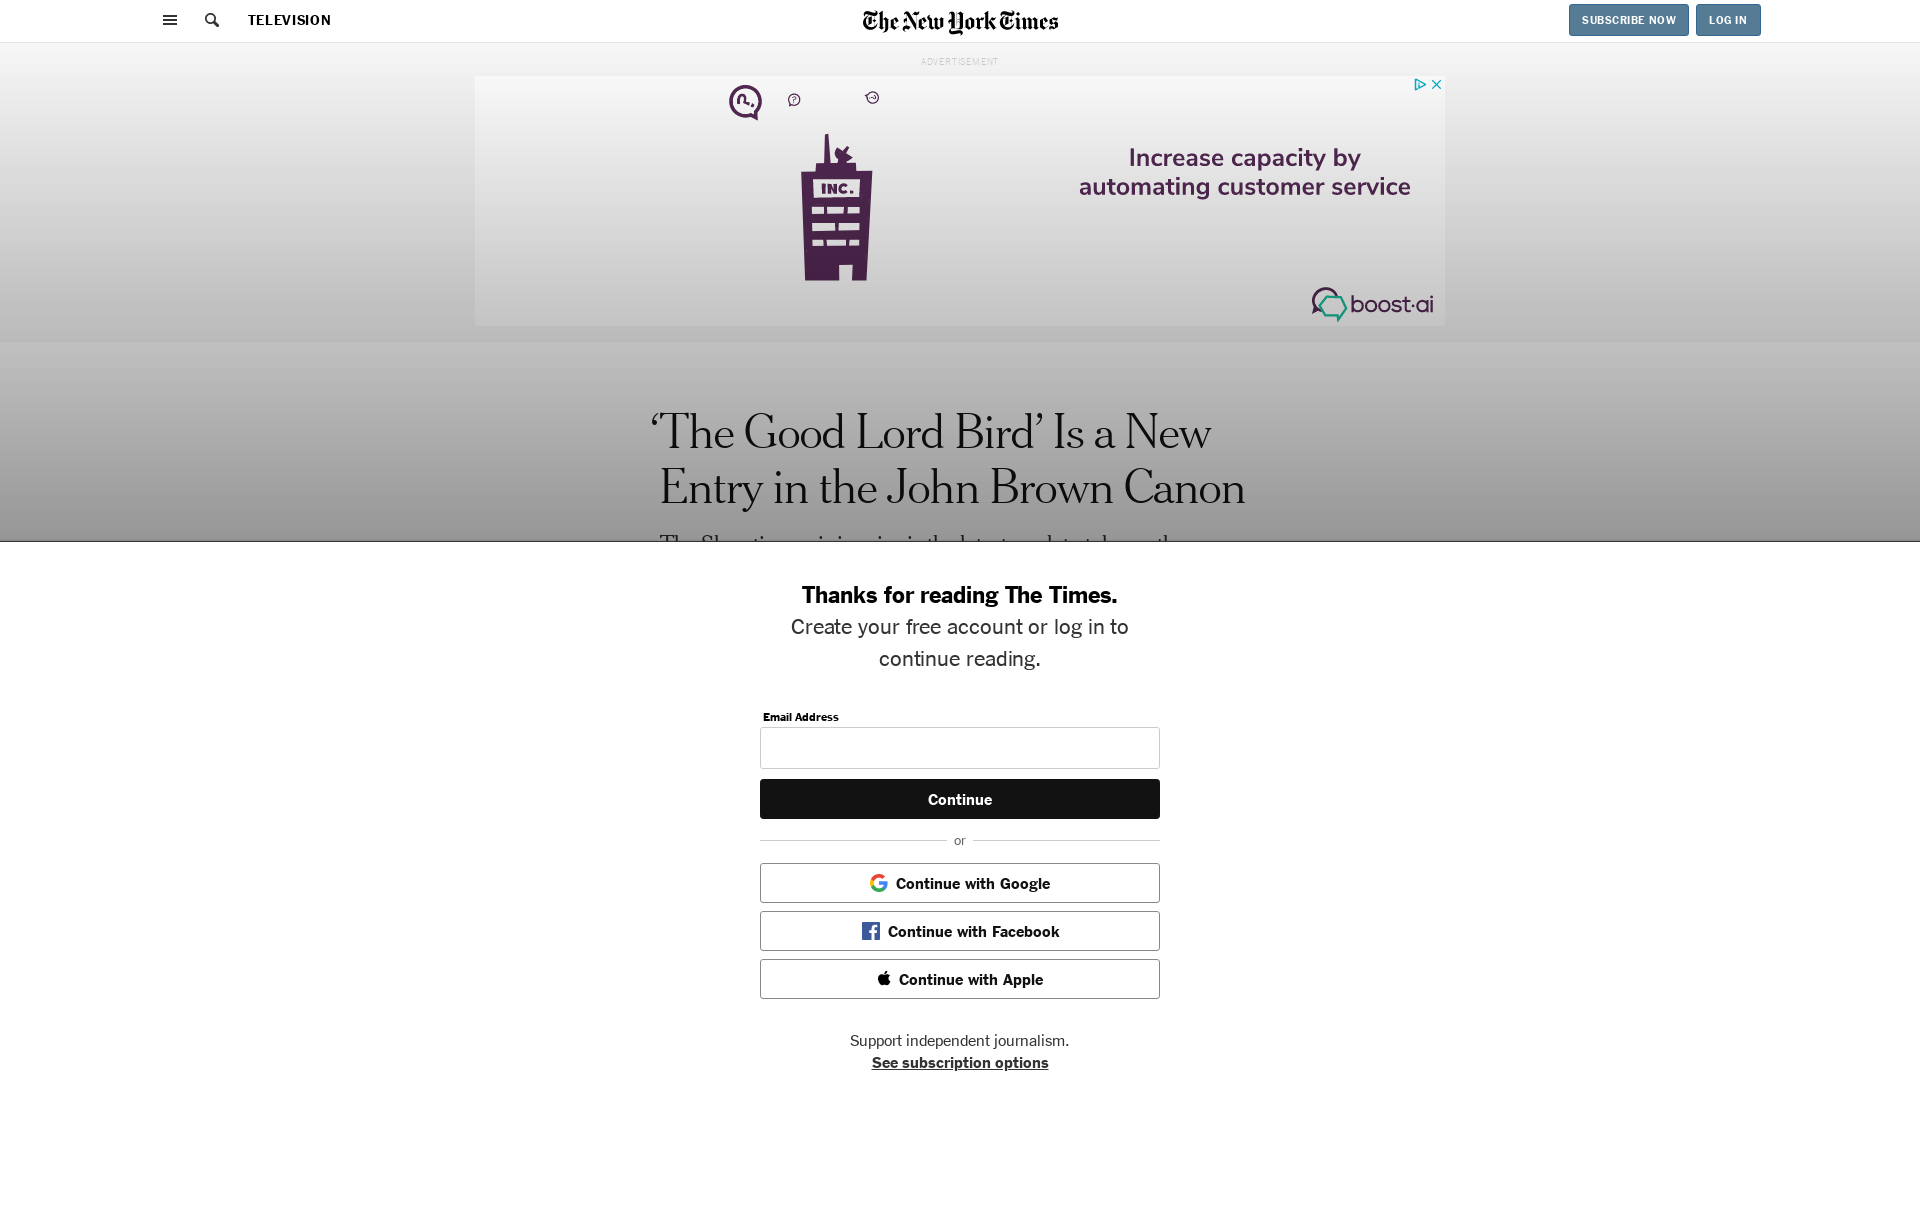 TELEVISION
The New York Times
SUBSCRIBE NOW
LOG IN
ADVERTISEMENT
INC.
Increase capacity by
automating customer service
boost.ai
‘The Good Lord Bird’ Is a New
Entry in the John Brown Canon
Thanks for reading The Times.
Create your free account or log in to
continue reading.
Email Address
Continue
or
Continue with Google
Continue with Facebook
Continue with Apple
Support independent journalism.
See subscription options